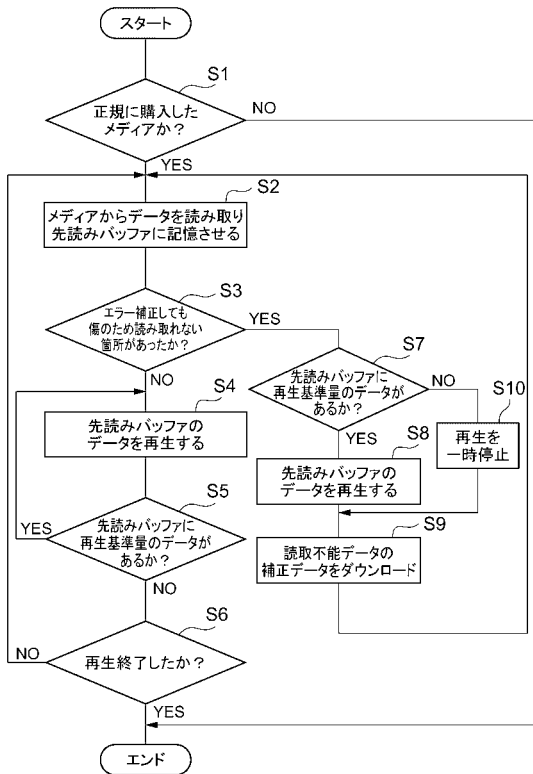 スタート
S1
正規に購入した
メディアか？
NO
YES
S2
メディアからデータを読み取り
先読みバッファに記憶させる
S3
エラー補正しても
傷のため読み取れない
箇所があったか？
YES
NO
S7
先読みバッファに
再生基準量のデータが
あるか？
NO
YES
S10
再生を
一時停止
S4
先読みバッファの
データを再生する
S8
先読みバッファの
データを再生する
S5
先読みバッファに
再生基準量のデータが
あるか？
YES
NO
S9
読取不能データの
補正データをダウンロード
S6
再生終了したか？
NO
YES
エンド